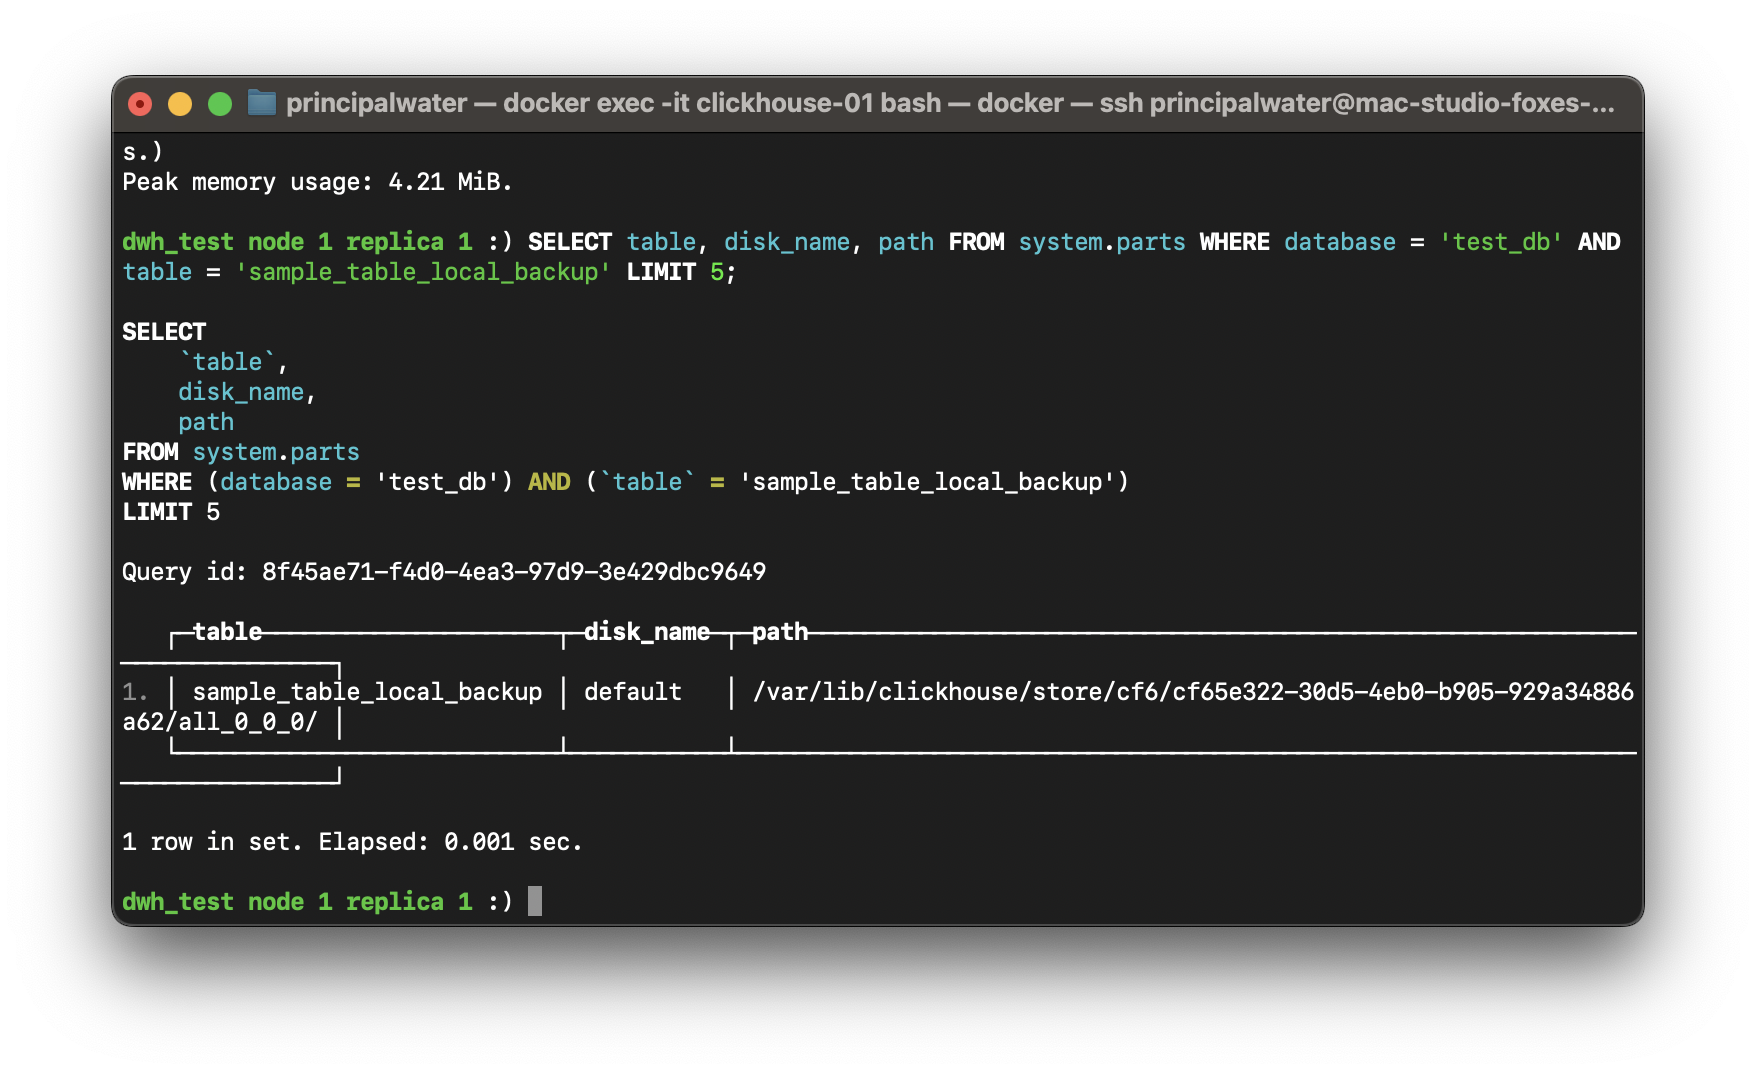 principalwater — docker exec -it clickhouse-01 bash — docker — ssh principalwater@mac-studio-foxes-...
s.)
Peak memory usage: 4.21 MiB.
dwh_test node 1 replica 1 :) SELECT table, disk_name, path FROM system.parts WHERE database = 'test_db' AND
table = 'sample_table_local_backup' LIMIT 5;
SELECT
    `table`,
    disk_name,
    path
FROM system.parts
WHERE (database = 'test_db') AND (`table` = 'sample_table_local_backup')
LIMIT 5
Query id: 8f45ae71-f4d0-4ea3-97d9-3e429dbc9649
table disk_name path
1. │ sample_table_local_backup │ default │ /var/lib/clickhouse/store/cf6/cf65e322-30d5-4eb0-b905-929a34886
a62/all_0_0_0/ │
1 row in set. Elapsed: 0.001 sec.
dwh_test node 1 replica 1 :)